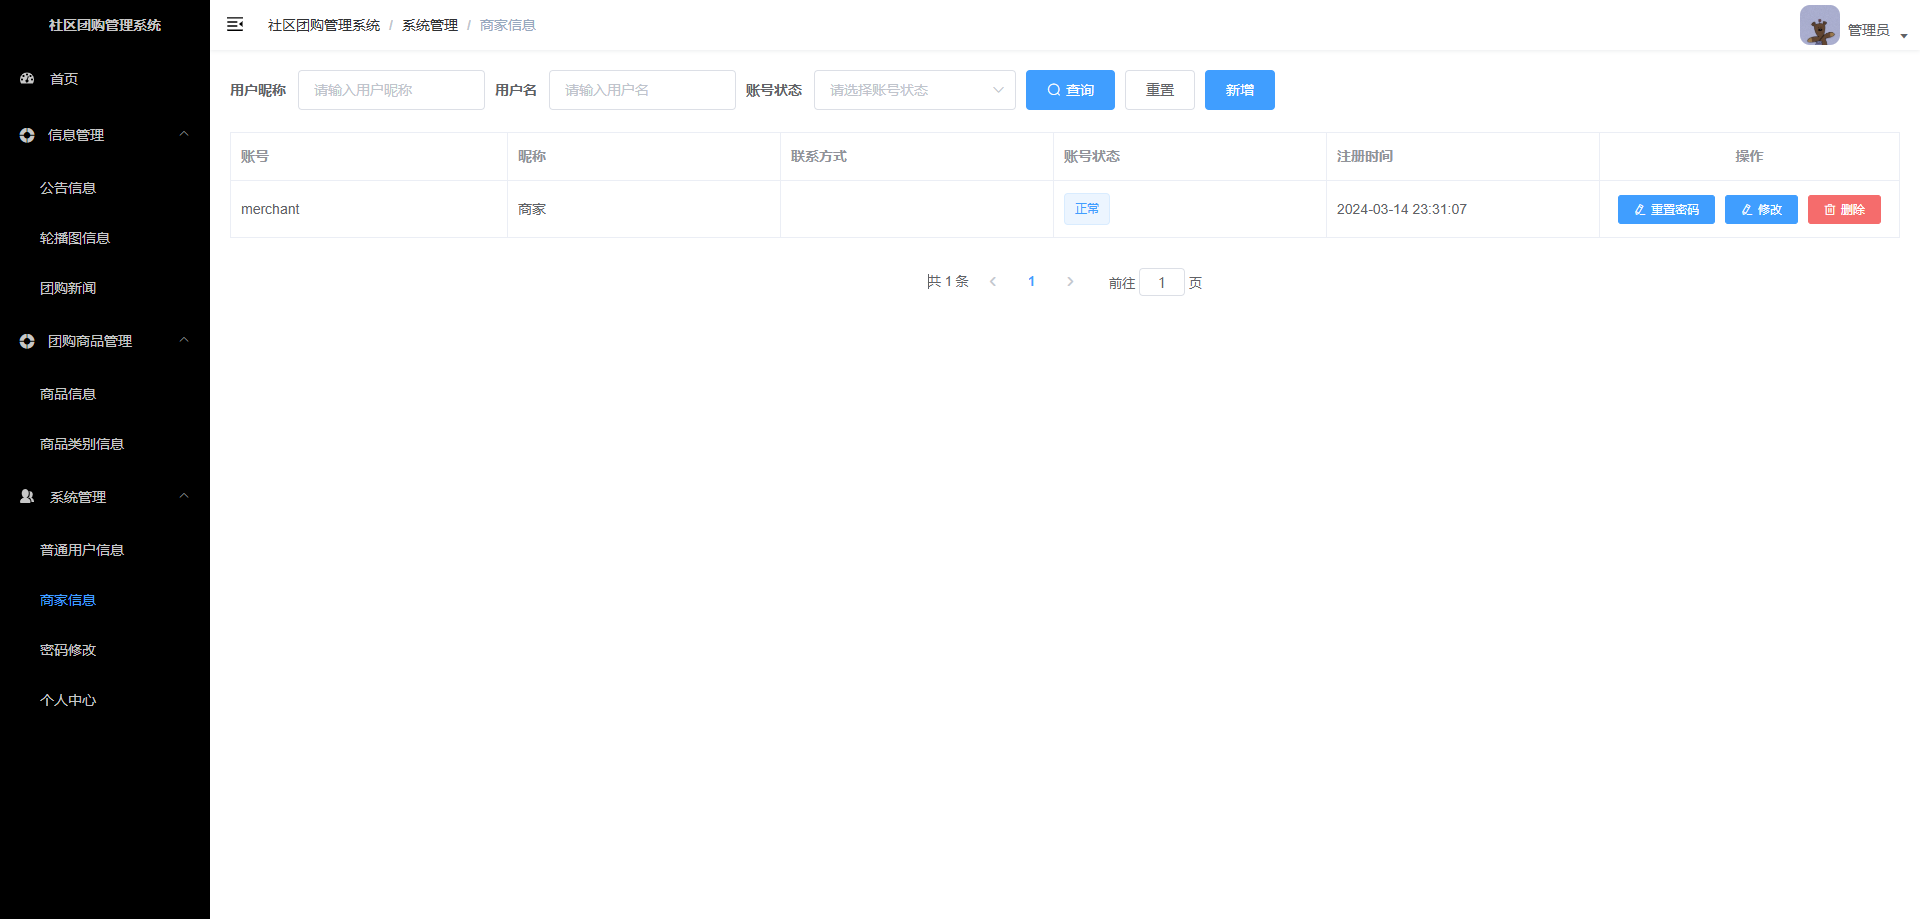 社区团购管理系统
首页
信息管理
公告信息
轮播图信息
团购新闻
团购商品管理
商品信息
商品类别信息
系统管理
普通用户信息
商家信息
密码修改
个人中心
社区团购管理系统 / 系统管理 / 商家信息
管理员
用户昵称 请输入用户昵称 用户名 请输入用户名 账号状态 请选择账号状态 查询 重置 新增
账号 昵称 联系方式 账号状态 注册时间 操作
merchant 商家 正常 2024-03-14 23:31:07 重置密码 修改 删除
共 1 条 1 前往 1 页